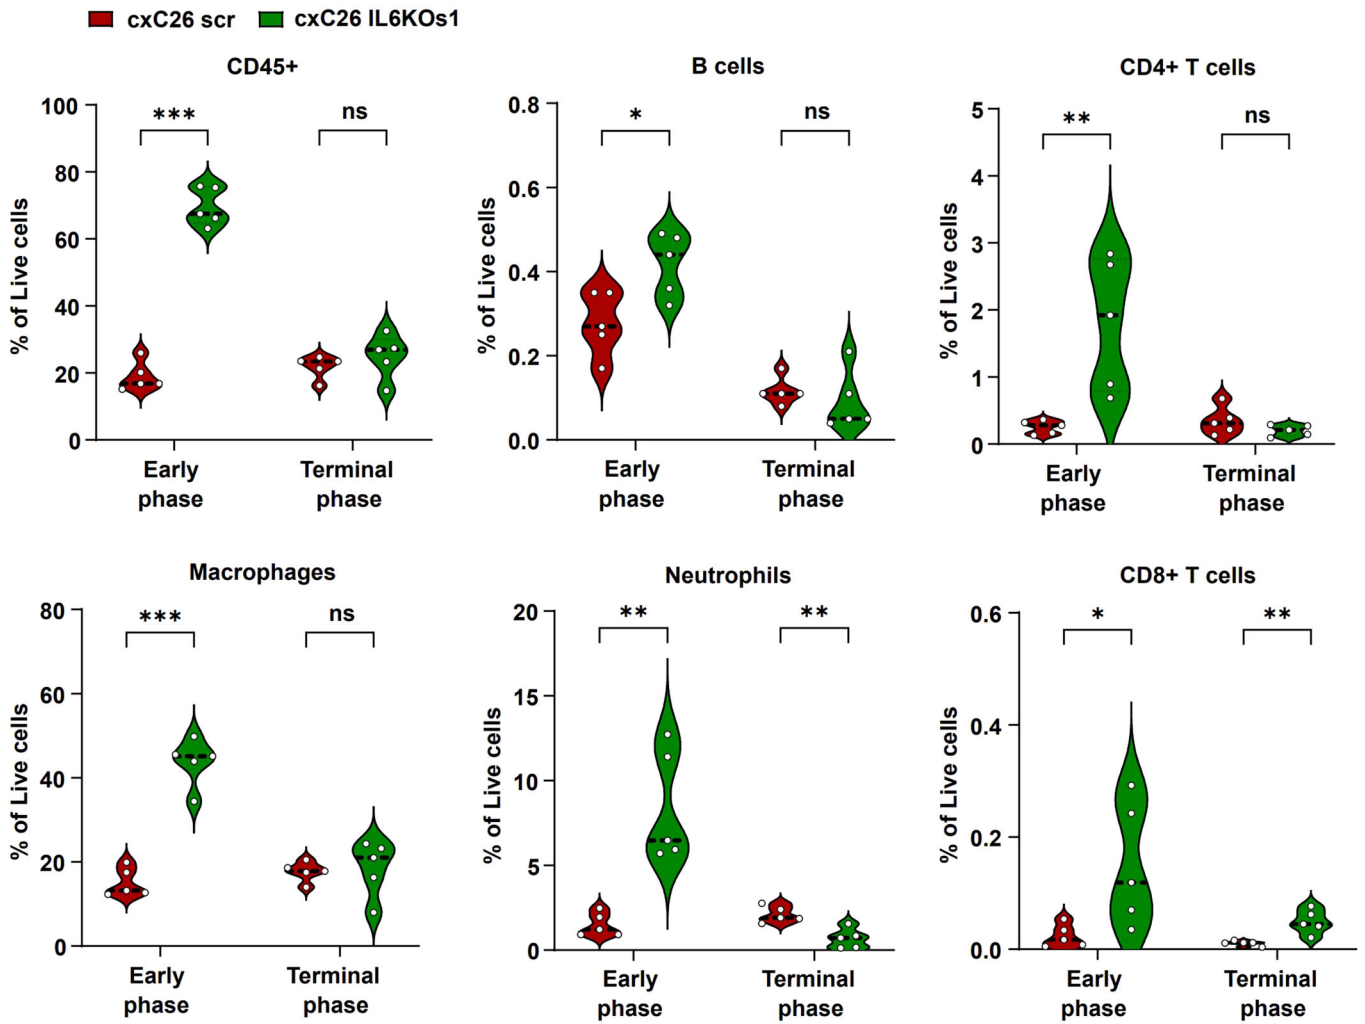 cxC26 scr cxC26 IL6KOs1
CD45+
% of Live cells
100
80
60
40
20
0
***
ns
Early phase
Terminal phase
B cells
% of Live cells
0.8
0.6
0.4
0.2
0.0
*
ns
Early phase
Terminal phase
CD4+ T cells
% of Live cells
5
4
3
2
1
0
**
ns
Early phase
Terminal phase
Macrophages
% of Live cells
80
60
40
20
0
***
ns
Early phase
Terminal phase
Neutrophils
% of Live cells
20
15
10
5
0
**
**
Early phase
Terminal phase
CD8+ T cells
% of Live cells
0.6
0.4
0.2
0.0
*
**
Early phase
Terminal phase